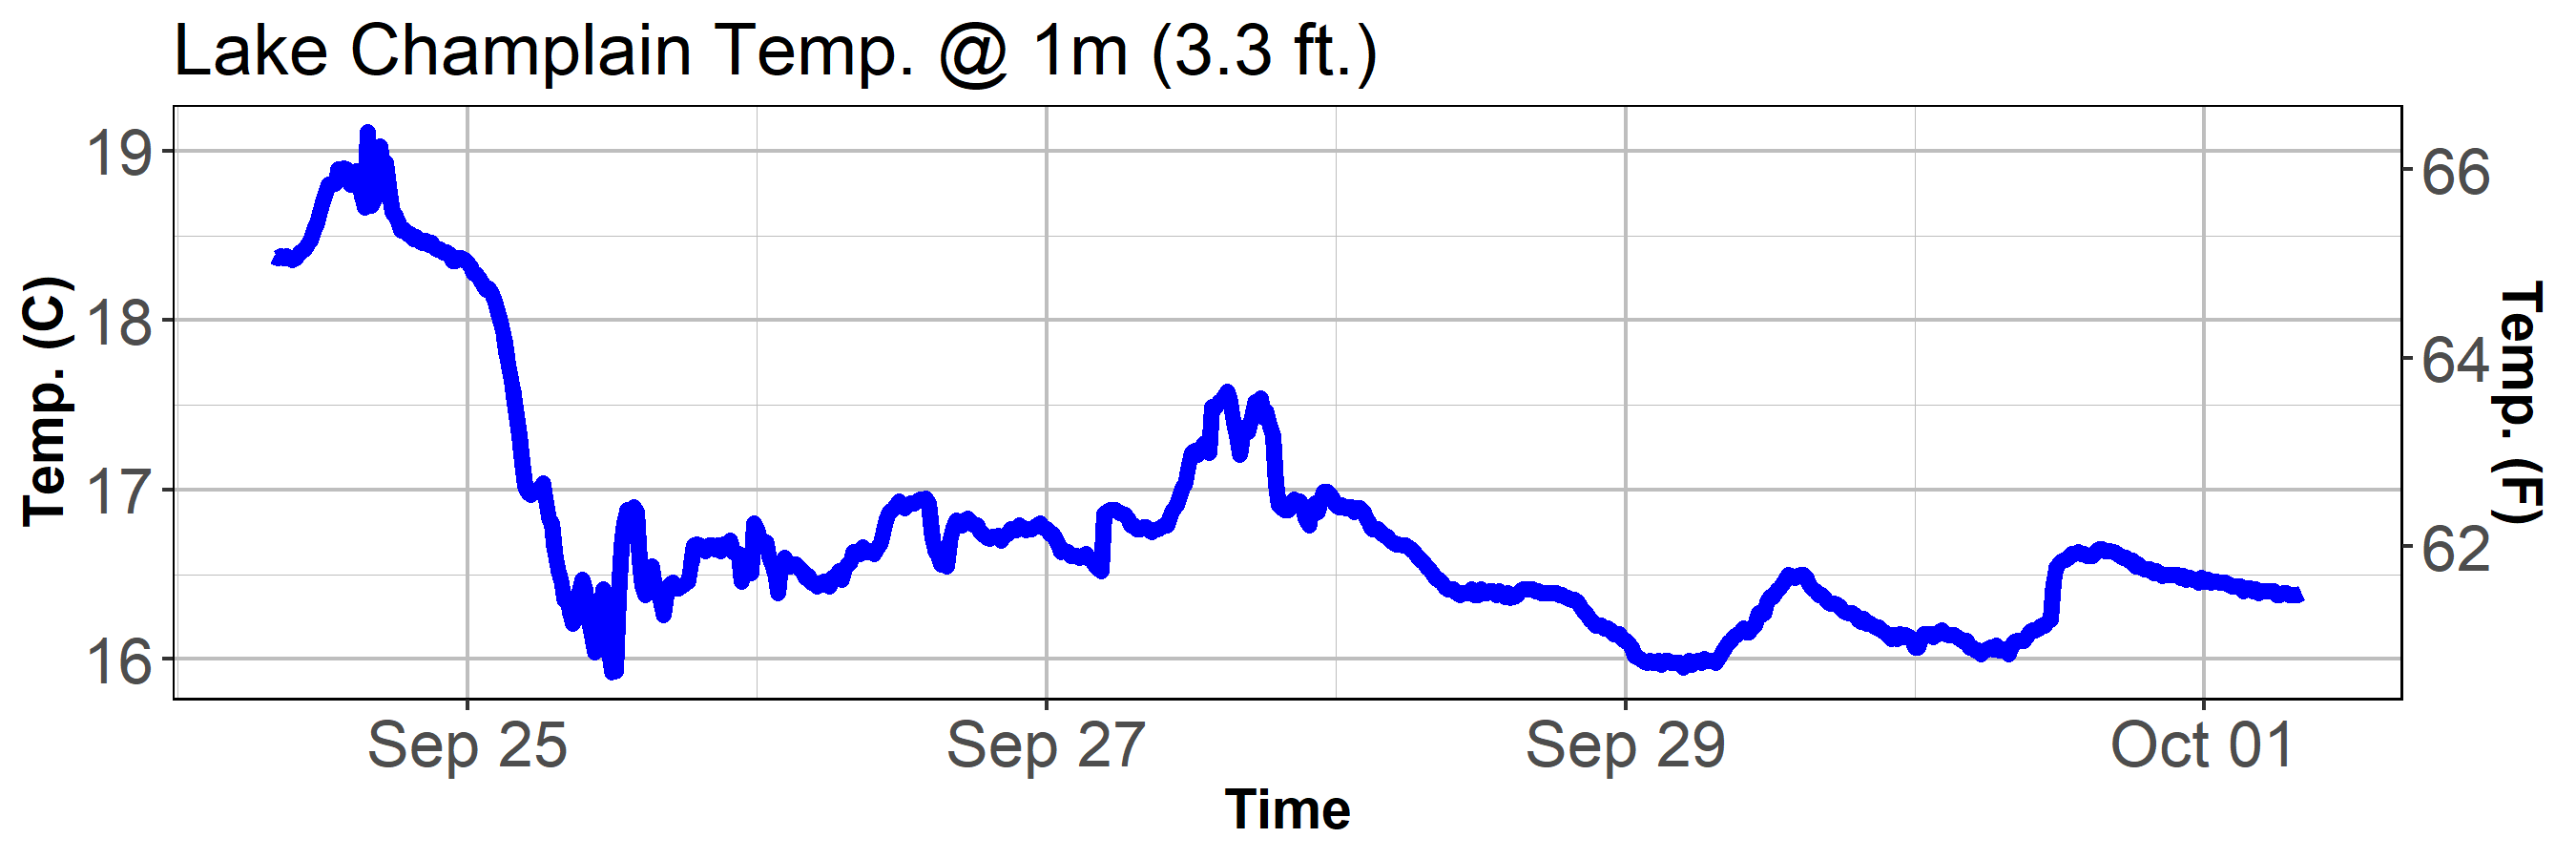 Lake Champlain Temp. @ 1m (3.3 ft.)
Temp. (C)
19
18
17
16
66
64
62
Temp. (F)
Sep 25
Sep 27
Sep 29
Oct 01
Time